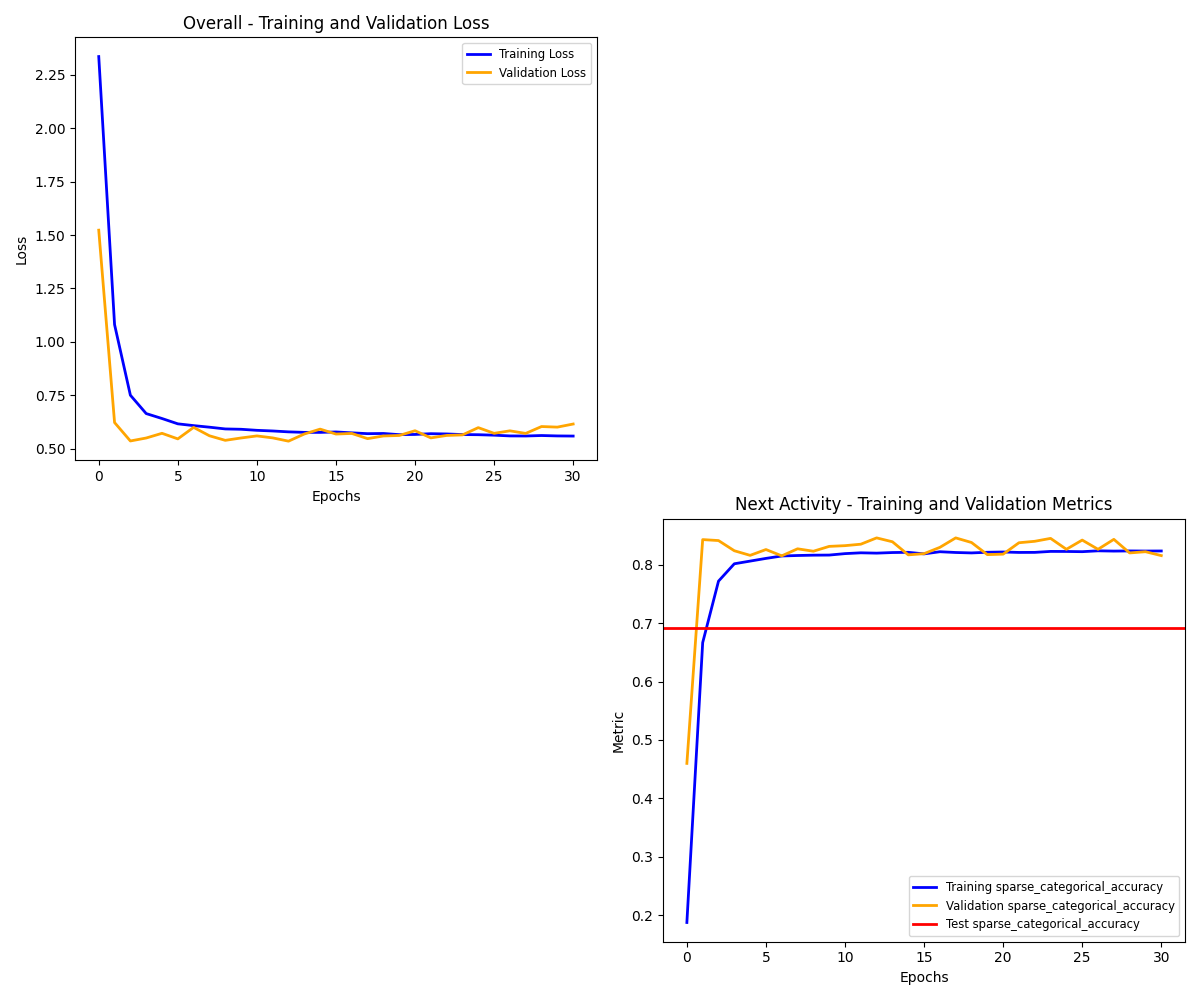 Overall - Training and Validation Loss
Training Loss
Validation Loss
2.25
2.00
1.75
1.50
1.25
1.00
0.75
0.50
Loss
0 5 10 15 20 25 30
Epochs
Next Activity - Training and Validation Metrics
0.8
0.7
0.6
0.5
0.4
0.3
0.2
Metric
Training sparse_categorical_accuracy
Validation sparse_categorical_accuracy
Test sparse_categorical_accuracy
0 5 10 15 20 25 30
Epochs